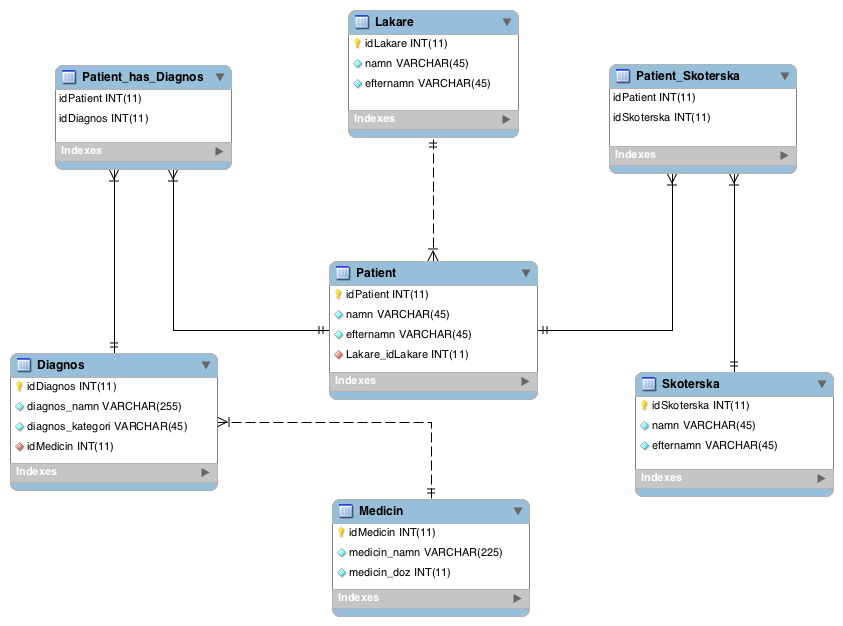 Lakare
idLakare INT(11)
namn VARCHAR(45)
efternamn VARCHAR(45)
Indexes
Patient_has_Diagnos
idPatient INT(11)
idDiagnos INT(11)
Indexes
Patient_Skoterska
idPatient INT(11)
idSkoterska INT(11)
Indexes
Patient
idPatient INT(11)
namn VARCHAR(45)
efternamn VARCHAR(45)
Lakare_idLakare INT(11)
Indexes
Diagnos
idDiagnos INT(11)
diagnos_namn VARCHAR(255)
diagnos_kategori VARCHAR(45)
idMedicin INT(11)
Indexes
Skoterska
idSkoterska INT(11)
namn VARCHAR(45)
efternamn VARCHAR(45)
Indexes
Medicin
idMedicin INT(11)
medicin_namn VARCHAR(225)
medicin_doz INT(11)
Indexes